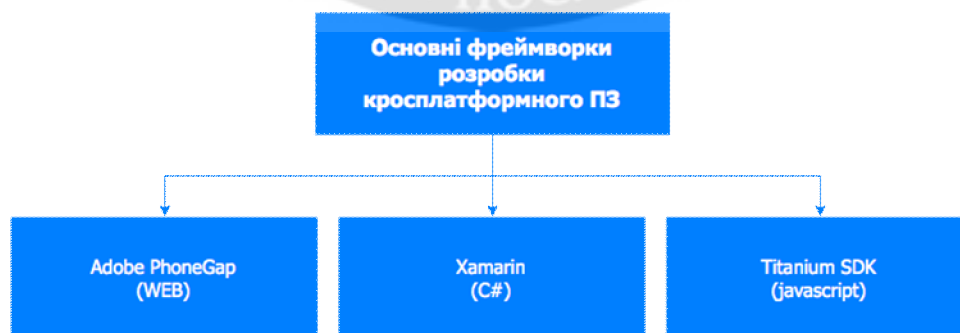 Основні фреймворки
розробки
кросплатформного ПЗ
Adobe PhoneGap
(WEB)
Xamarin
(C#)
Titanium SDK
(javascript)